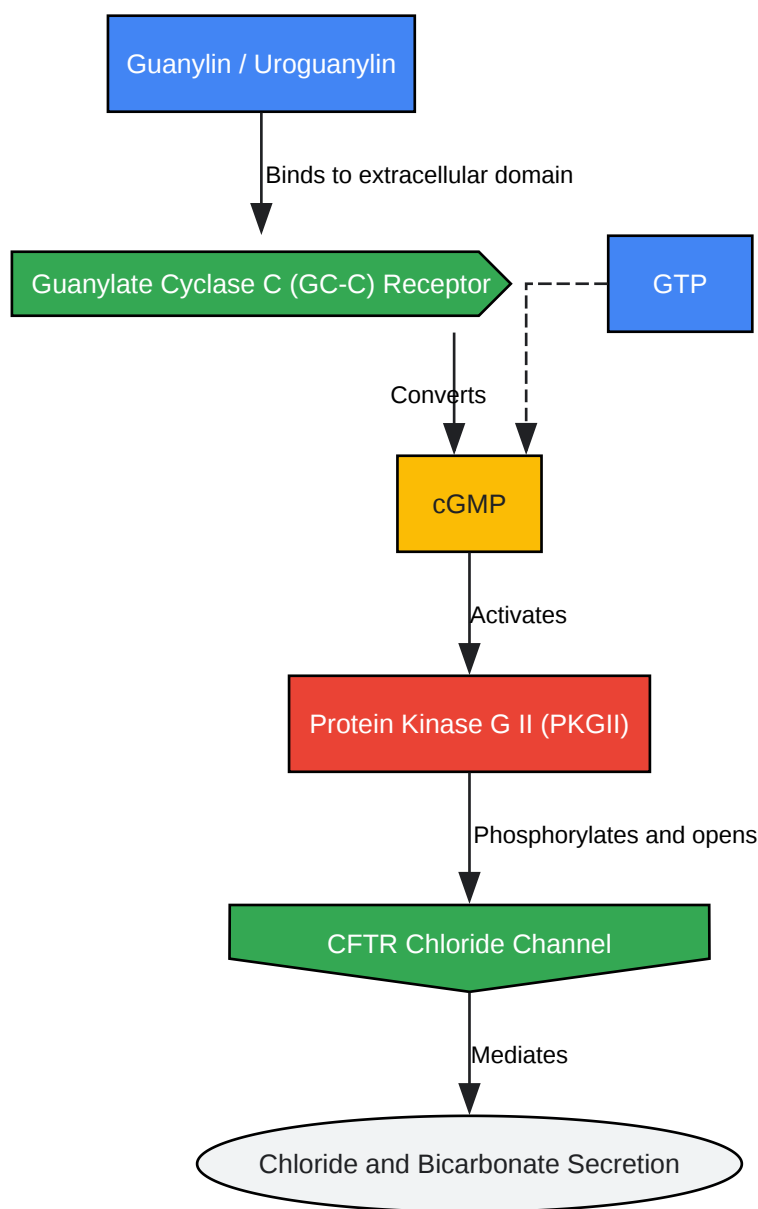 Guanylin / Uroguanylin
Binds to extracellular domain
Guanylate Cyclase C (GC-C) Receptor
GTP
Converts
cGMP
Activates
Protein Kinase G II (PKGII)
Phosphorylates and opens
CFTR Chloride Channel
Mediates
Chloride and Bicarbonate Secretion